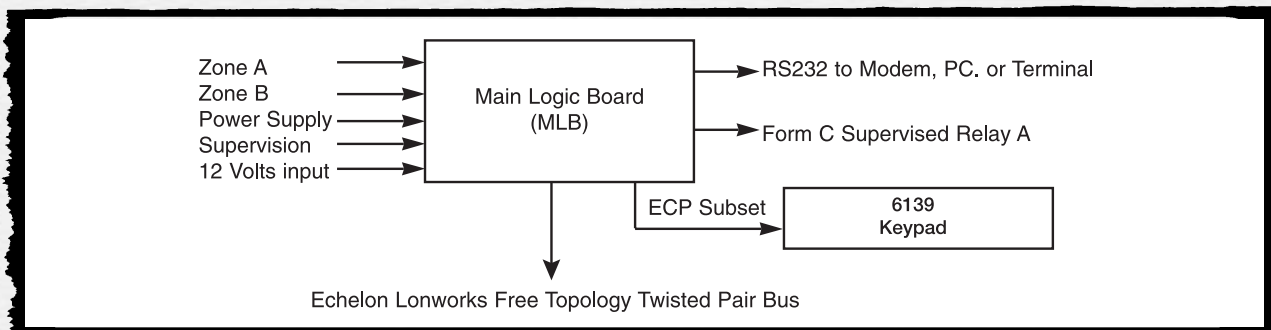 Zone A
Zone B
Power Supply
Supervision
12 Volts input
Main Logic Board
(MLB)
RS232 to Modem, PC. or Terminal
Form C Supervised Relay A
ECP Subset
6139
Keypad
Echelon Lonworks Free Topology Twisted Pair Bus